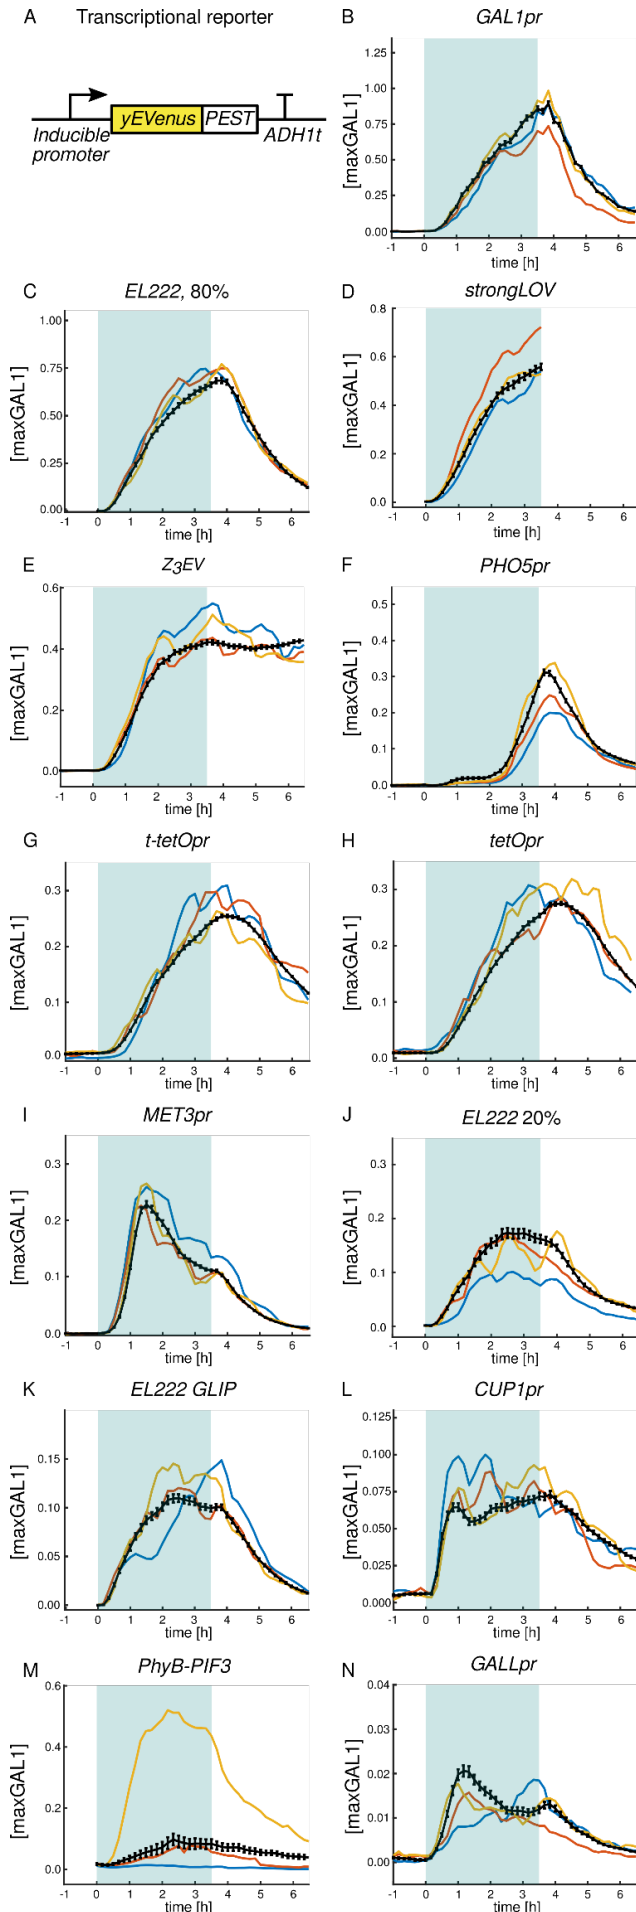 A Transcriptional reporter
yEVenus PEST
Inducible promoter
ADH1t
B GAL1pr
[maxGAL1]
1.25
1.00
0.75
0.50
0.25
0.00
-1 0 1 2 3 4 5 6
time [h]
C EL222, 80%
[maxGAL1]
1.00
0.75
0.50
0.25
0.00
-1 0 1 2 3 4 5 6
time [h]
D strongLOV
[maxGAL1]
0.8
0.6
0.4
0.2
0.0
-1 0 1 2 3 4 5 6
time [h]
E Z3EV
[maxGAL1]
0.6
0.4
0.2
0.0
-1 0 1 2 3 4 5 6
time [h]
F PHO5pr
[maxGAL1]
0.5
0.4
0.3
0.2
0.1
0.0
-1 0 1 2 3 4 5 6
time [h]
G t-tetOpr
[maxGAL1]
0.3
0.2
0.1
0.0
-1 0 1 2 3 4 5 6
time [h]
H tetOpr
[maxGAL1]
0.3
0.2
0.1
0.0
-1 0 1 2 3 4 5 6
time [h]
I MET3pr
[maxGAL1]
0.3
0.2
0.1
0.0
-1 0 1 2 3 4 5 6
time [h]
J EL222 20%
[maxGAL1]
0.3
0.2
0.1
0.0
-1 0 1 2 3 4 5 6
time [h]
K EL222 GLIP
[maxGAL1]
0.15
0.10
0.05
0.00
-1 0 1 2 3 4 5 6
time [h]
L CUP1pr
[maxGAL1]
0.125
0.100
0.075
0.050
0.025
0.000
-1 0 1 2 3 4 5 6
time [h]
M PhyB-PIF3
[maxGAL1]
0.6
0.4
0.2
0.0
-1 0 1 2 3 4 5 6
time [h]
N GALLpr
[maxGAL1]
0.04
0.03
0.02
0.01
0.00
-1 0 1 2 3 4 5 6
time [h]